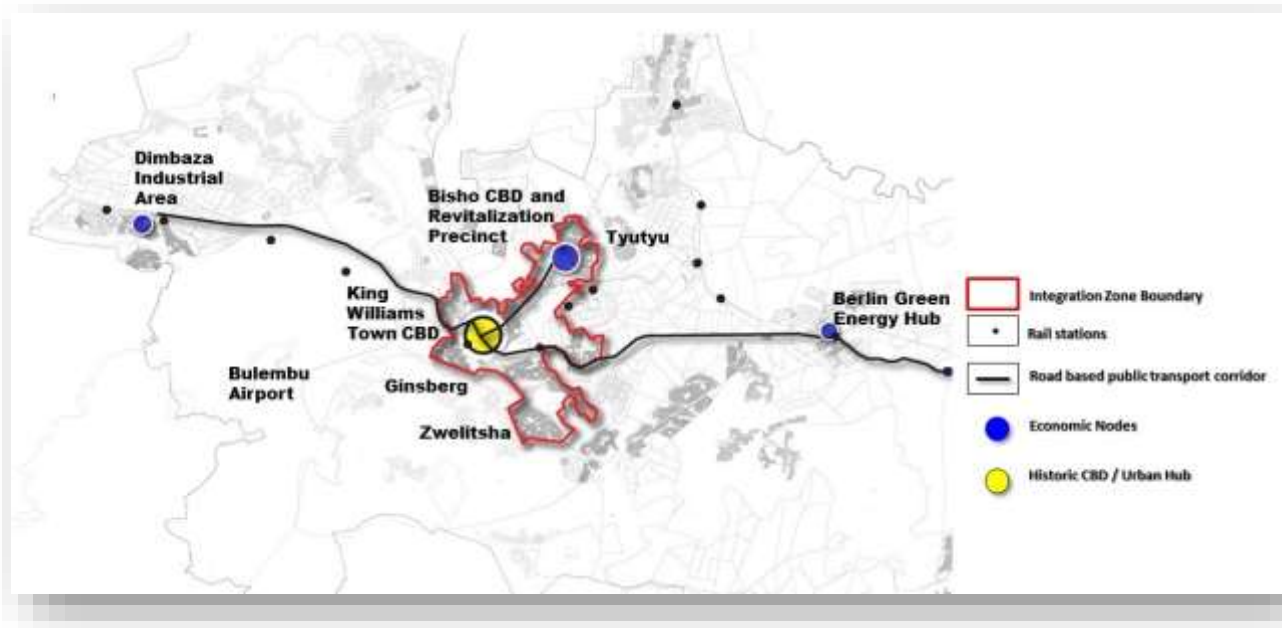 Dimbaza
Industrial
Area
Bisho CBD and
Revitalization
Precinct
Tyutyu
King
Williams
Town CBD
Berlin Green
Energy Hub
Bulembu
Airport
Ginsberg
Zwelitsha
Integration Zone Boundary
Rail stations
Road based public transport corridor
Economic Nodes
Historic CBD / Urban Hub